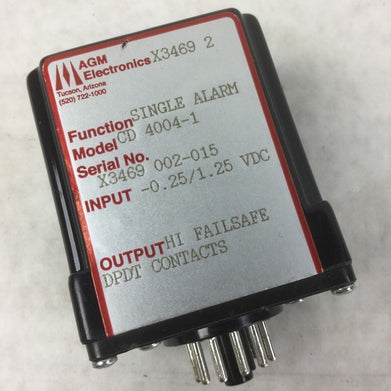 AGM
Electronics X3469 2
Tucson, Arizona
(520) 722-1000
Function SINGLE ALARM
Model CD 4004-1
Serial No.
X3469 002-015
INPUT -0.25/1.25 VDC
OUTPUT HI FAILSAFE
DPDT CONTACTS